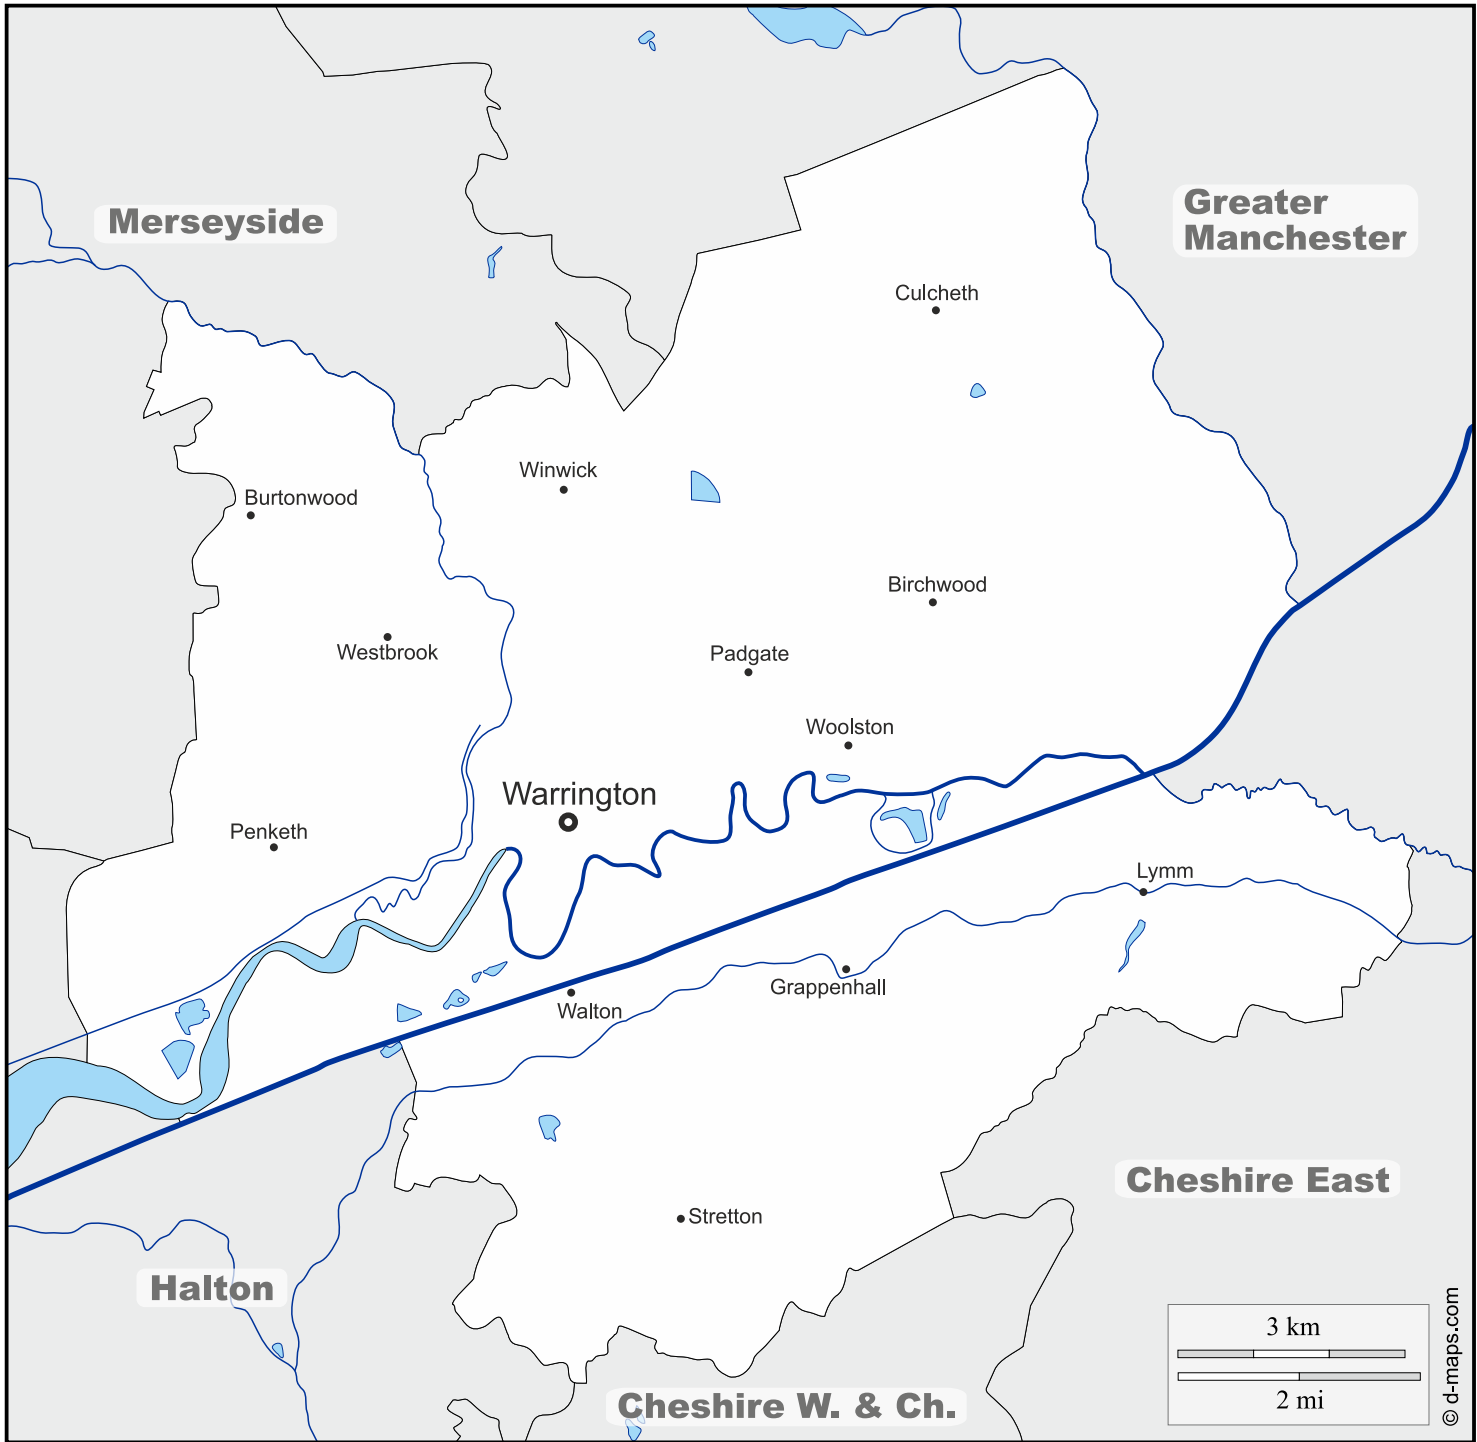 Merseyside
Greater
Manchester
Culcheth
Winwick
Burtonwood
Birchwood
Westbrook
Padgate
Woolston
Warrington
Penketh
Lymm
Grappenhall
Walton
Cheshire East
Stretton
Halton
3 km
2 mi
Cheshire W. & Ch.
© d-maps.com